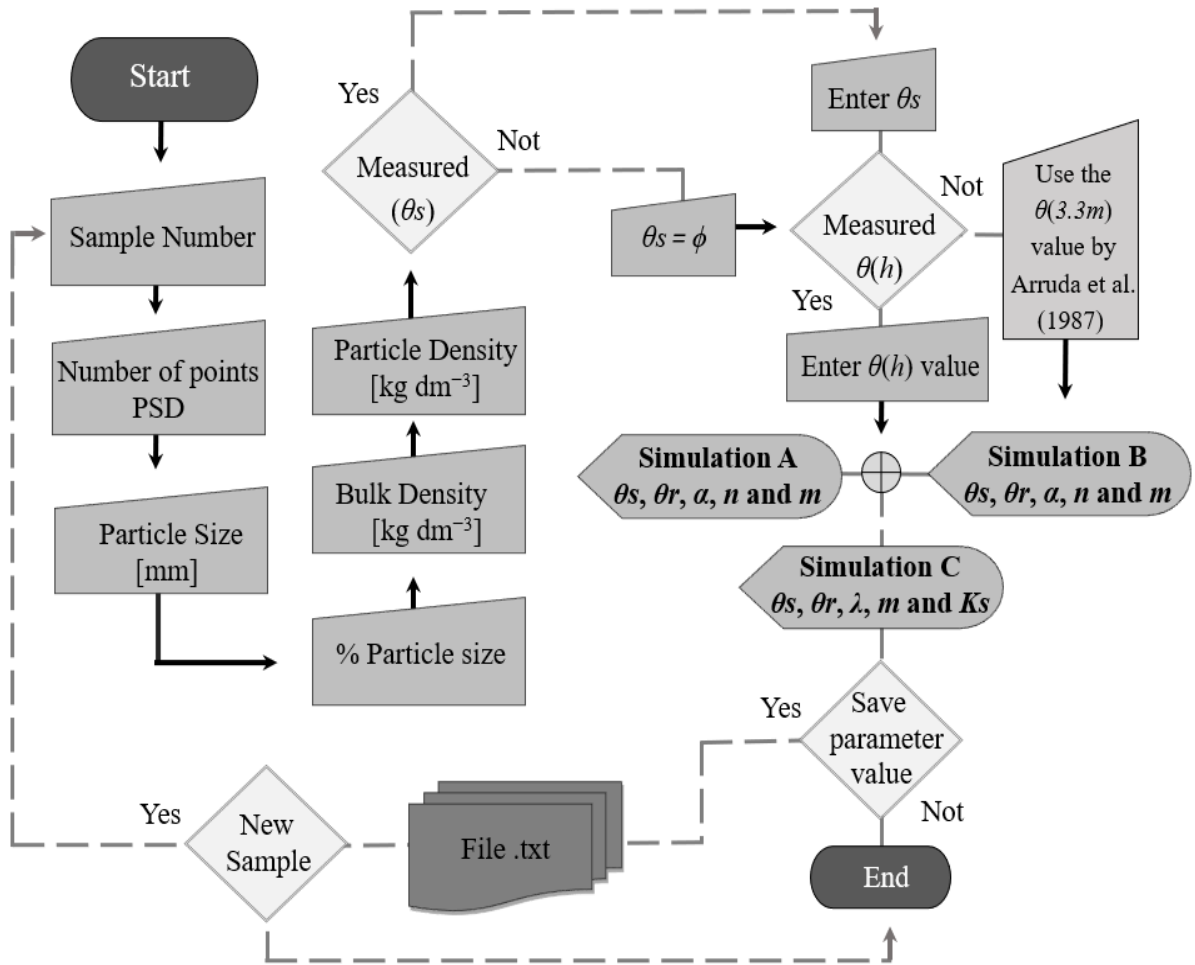 Start
Sample Number
Number of points
PSD
Particle Size
[mm]
% Particle size
Bulk Density
[kg dm⁻³]
Particle Density
[kg dm⁻³]
Measured
(θs)
Yes
Not
Enter θs
θs = ϕ
Measured
θ(h)
Not
Yes
Use the
θ(3.3m)
value by
Arruda et al.
(1987)
Enter θ(h) value
Simulation A
θs, θr, α, n and m
Simulation B
θs, θr, α, n and m
Simulation C
θs, θr, λ, m and Ks
Save
parameter
value
Yes
Not
File .txt
New
Sample
Yes
End